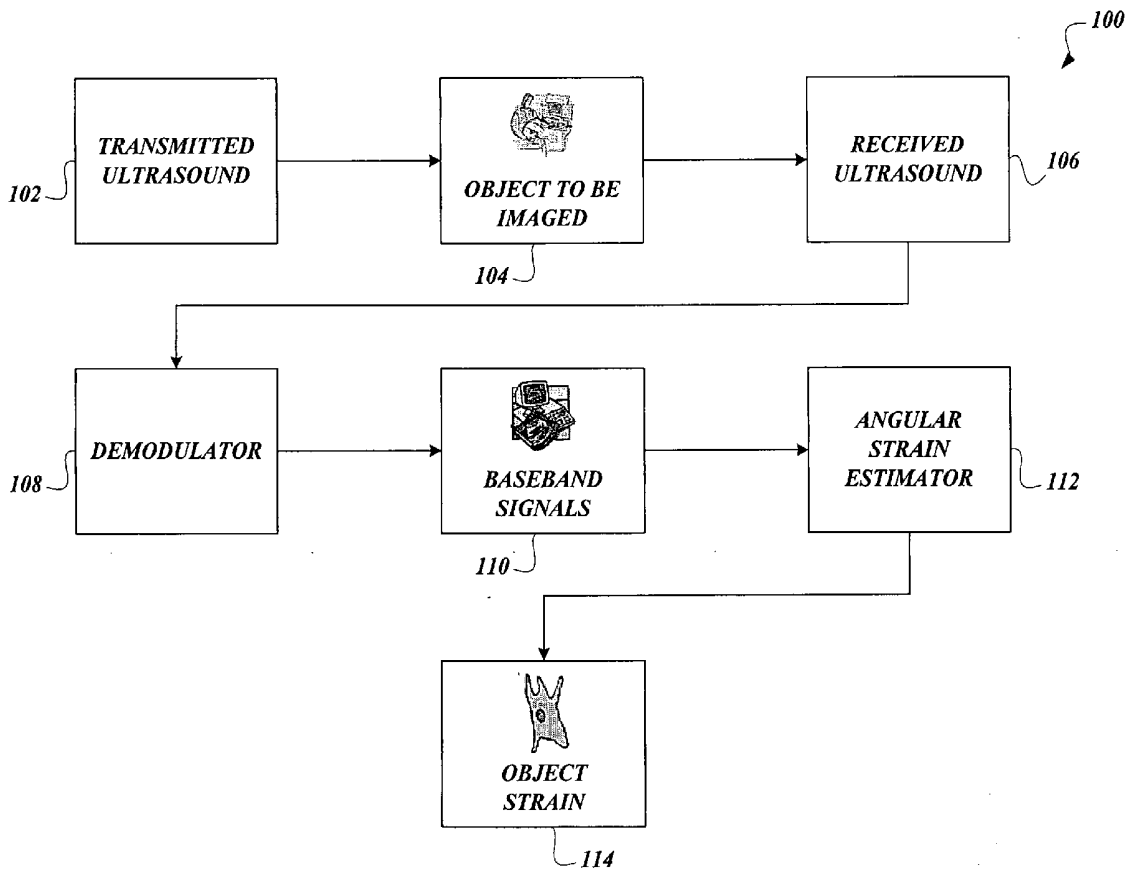 100
TRANSMITTED
ULTRASOUND
102
OBJECT TO BE
IMAGED
104
RECEIVED
ULTRASOUND
106
DEMODULATOR
108
BASEBAND
SIGNALS
110
ANGULAR
STRAIN
ESTIMATOR
112
OBJECT
STRAIN
114